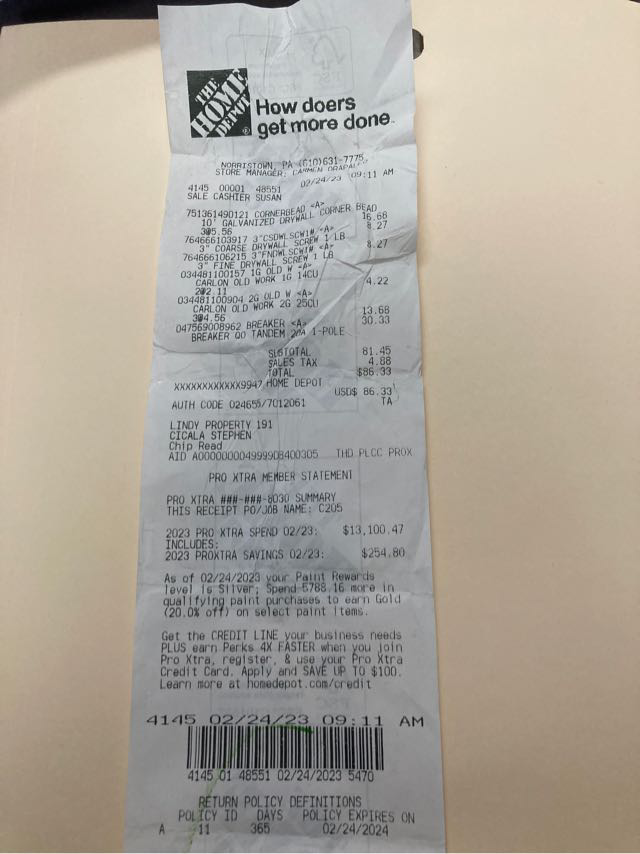 THE HOME DEPOT
How doers
get more done.
NORRISTOWN, PA (610)631-7775
STORE MANAGER: CARMEN
4145 00001 48551 02/24/23 09:11 AM
SALE CASHIER SUSAN
751361490121 CORNERBEAD <A>
10' GALVANIZED DRYWALL CORNER BEAD
3@5.56 16.68
764666103917 3"CSDWLSCW1# <A> 8.27
3" COARSE DRYWALL SCREW 1 LB
764666106215 3"FNDWLSCW1# <A> 8.27
3" FINE DRYWALL SCREW 1 LB
034481100157 1G OLD W <A>
CARLON OLD WORK 1G 14CU
2@2.11 4.22
034481100904 2G OLD W <A>
CARLON OLD WORK 2G 25CU
3@4.56 13.68
047569008962 BREAKER <A> 30.33
BREAKER QO TANDEM 20A 1-POLE
SUBTOTAL 81.45
SALES TAX 4.88
TOTAL $86.33
XXXXXXXXXXXX9947 HOME DEPOT
USD$ 86.33
AUTH CODE 024655/7012061 TA
LINDY PROPERTY 191
CICALA STEPHEN
Chip Read
AID A0000000049999D8400305 THD PLCC PROX
PRO XTRA MEMBER STATEMENT
PRO XTRA ###-###-8030 SUMMARY
THIS RECEIPT PO/JOB NAME: C205
2023 PRO XTRA SPEND 02/23: $13,100.47
INCLUDES:
2023 PROXTRA SAVINGS 02/23: $254.80
As of 02/24/2023 your Paint Rewards
level is Silver; Spend 5788.16 more in
qualifying paint purchases to earn Gold
(20.0% off) on select paint items.
Get the CREDIT LINE your business needs
PLUS earn Perks 4X FASTER when you join
Pro Xtra, register, & use your Pro Xtra
Credit Card. Apply and SAVE UP TO $100.
Learn more at homedepot.com/credit
4145 02/24/23 09:11 AM
4145 01 48551 02/24/2023 5470
RETURN POLICY DEFINITIONS
POLICY ID DAYS POLICY EXPIRES ON
A 11 365 02/24/2024